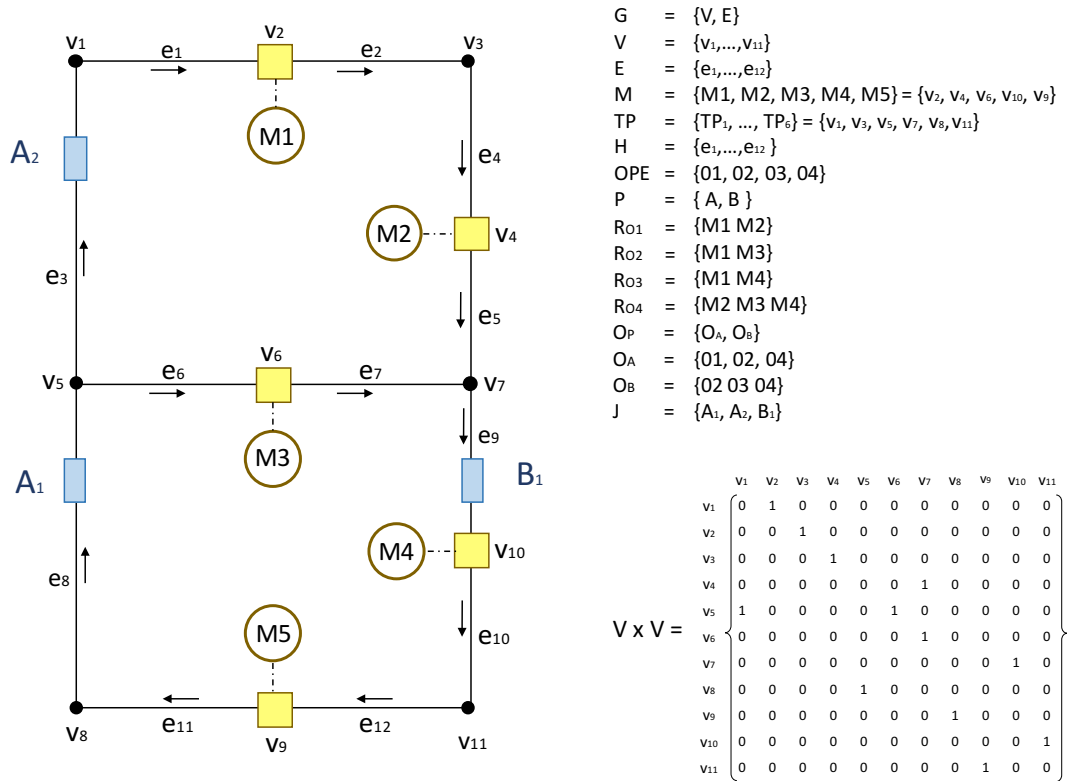 v₁ e₁ v₂ e₂ v₃
M1
A₂
e₄
M2 v₄
e₃
e₅
v₅ e₆ v₆ e₇ v₇
e₉
M3
A₁ B₁
M4 v₁₀
e₈
M5
e₁₀
v₈ e₁₁ v₉ e₁₂ v₁₁
G = {V, E}
V = {v₁,...,v₁₁}
E = {e₁,...,e₁₂}
M = {M1, M2, M3, M4, M5} = {v₂, v₄, v₆, v₁₀, v₉}
TP = {TP₁, ..., TP₆} = {v₁, v₃, v₅, v₇, v₈,v₁₁}
H = {e₁,...,e₁₂ }
OPE = {01, 02, 03, 04}
P = { A, B }
RO1 = {M1 M2}
RO2 = {M1 M3}
RO3 = {M1 M4}
RO4 = {M2 M3 M4}
OP = {OA, OB}
OA = {01, 02, 04}
OB = {02 03 04}
J = {A₁, A₂, B₁}
V x V =
v₁ v₂ v₃ v₄ v₅ v₆ v₇ v₈ v₉ v₁₀ v₁₁
v₁ 0 1 0 0 0 0 0 0 0 0 0
v₂ 0 0 1 0 0 0 0 0 0 0 0
v₃ 0 0 0 1 0 0 0 0 0 0 0
v₄ 0 0 0 0 0 0 1 0 0 0 0
v₅ 1 0 0 0 0 1 0 0 0 0 0
v₆ 0 0 0 0 0 0 1 0 0 0 0
v₇ 0 0 0 0 0 0 0 0 0 1 0
v₈ 0 0 0 0 1 0 0 0 0 0 0
v₉ 0 0 0 0 0 0 0 1 0 0 0
v₁₀ 0 0 0 0 0 0 0 0 0 0 1
v₁₁ 0 0 0 0 0 0 0 0 1 0 0